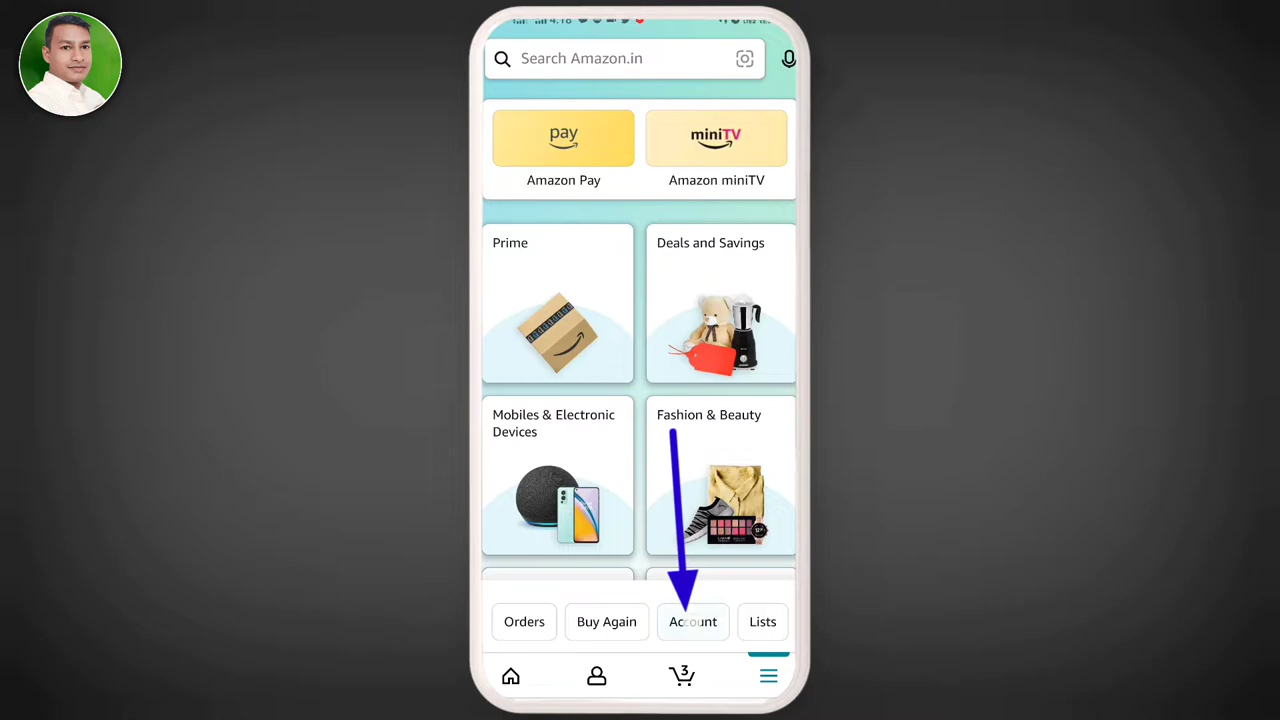 Search Amazon.in
pay
miniTV
Amazon Pay
Amazon miniTV
Prime
Deals and Savings
Mobiles & Electronic
Devices
Fashion & Beauty
Orders
Buy Again
Account
Lists
3